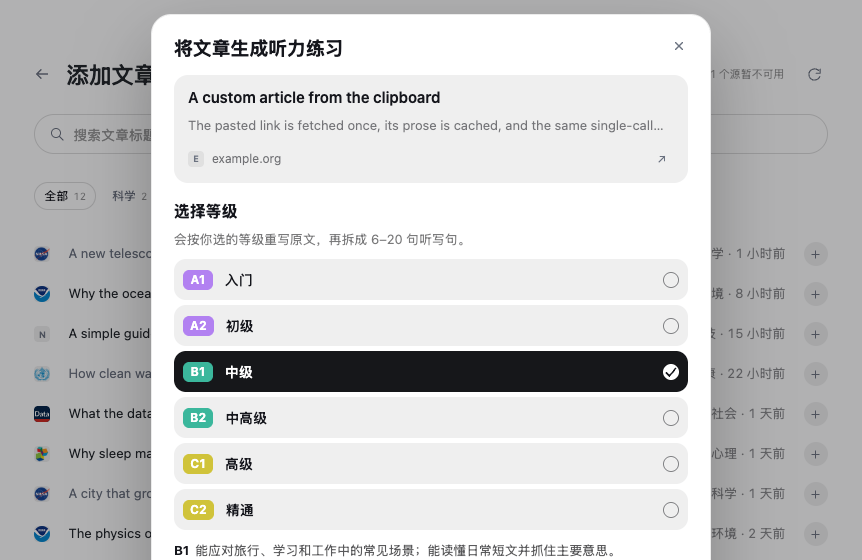 将文章生成听力练习
添加文章
1 个源暂不可用
A custom article from the clipboard
The pasted link is fetched once, its prose is cached, and the same single-call...
E example.org
搜索文章标题
全部 12
科学 2
选择等级
会按你选的等级重写原文，再拆成 6–20 句听写句。
A1 入门
A2 初级
B1 中级
B2 中高级
C1 高级
C2 精通
B1 能应对旅行、学习和工作中的常见场景；能读懂日常短文并抓住主要意思。
A new telesco
学 · 1 小时前
Why the ocea
境 · 8 小时前
N A simple guid
· 15 小时前
How clean wa
· 22 小时前
Data What the data
社会 · 1 天前
Why sleep ma
心理 · 1 天前
A city that gro
科学 · 1 天前
The physics o
环境 · 2 天前